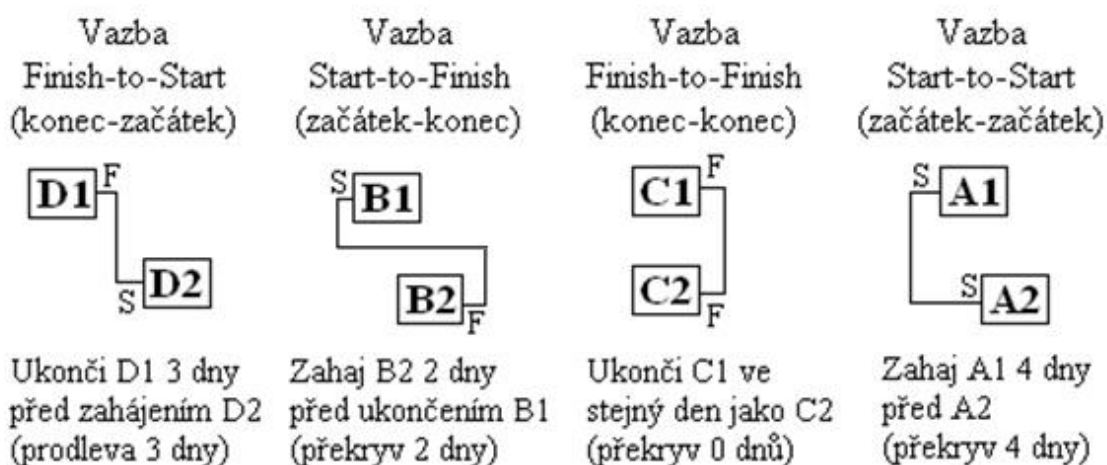 Vazba
Finish-to-Start
(konec-začátek)
D1
F
S
D2
Ukonči D1 3 dny
před zahájením D2
(prodleva 3 dny)
Vazba
Start-to-Finish
(začátek-konec)
S
B1
B2
F
Zahaj B2 2 dny
před ukončením B1
(překryv 2 dny)
Vazba
Finish-to-Finish
(konec-konec)
F
C1
C2
F
Ukonči C1 ve
stejný den jako C2
(překryv 0 dnů)
Vazba
Start-to-Start
(začátek-začátek)
S
A1
S
A2
Zahaj A1 4 dny
před A2
(překryv 4 dny)